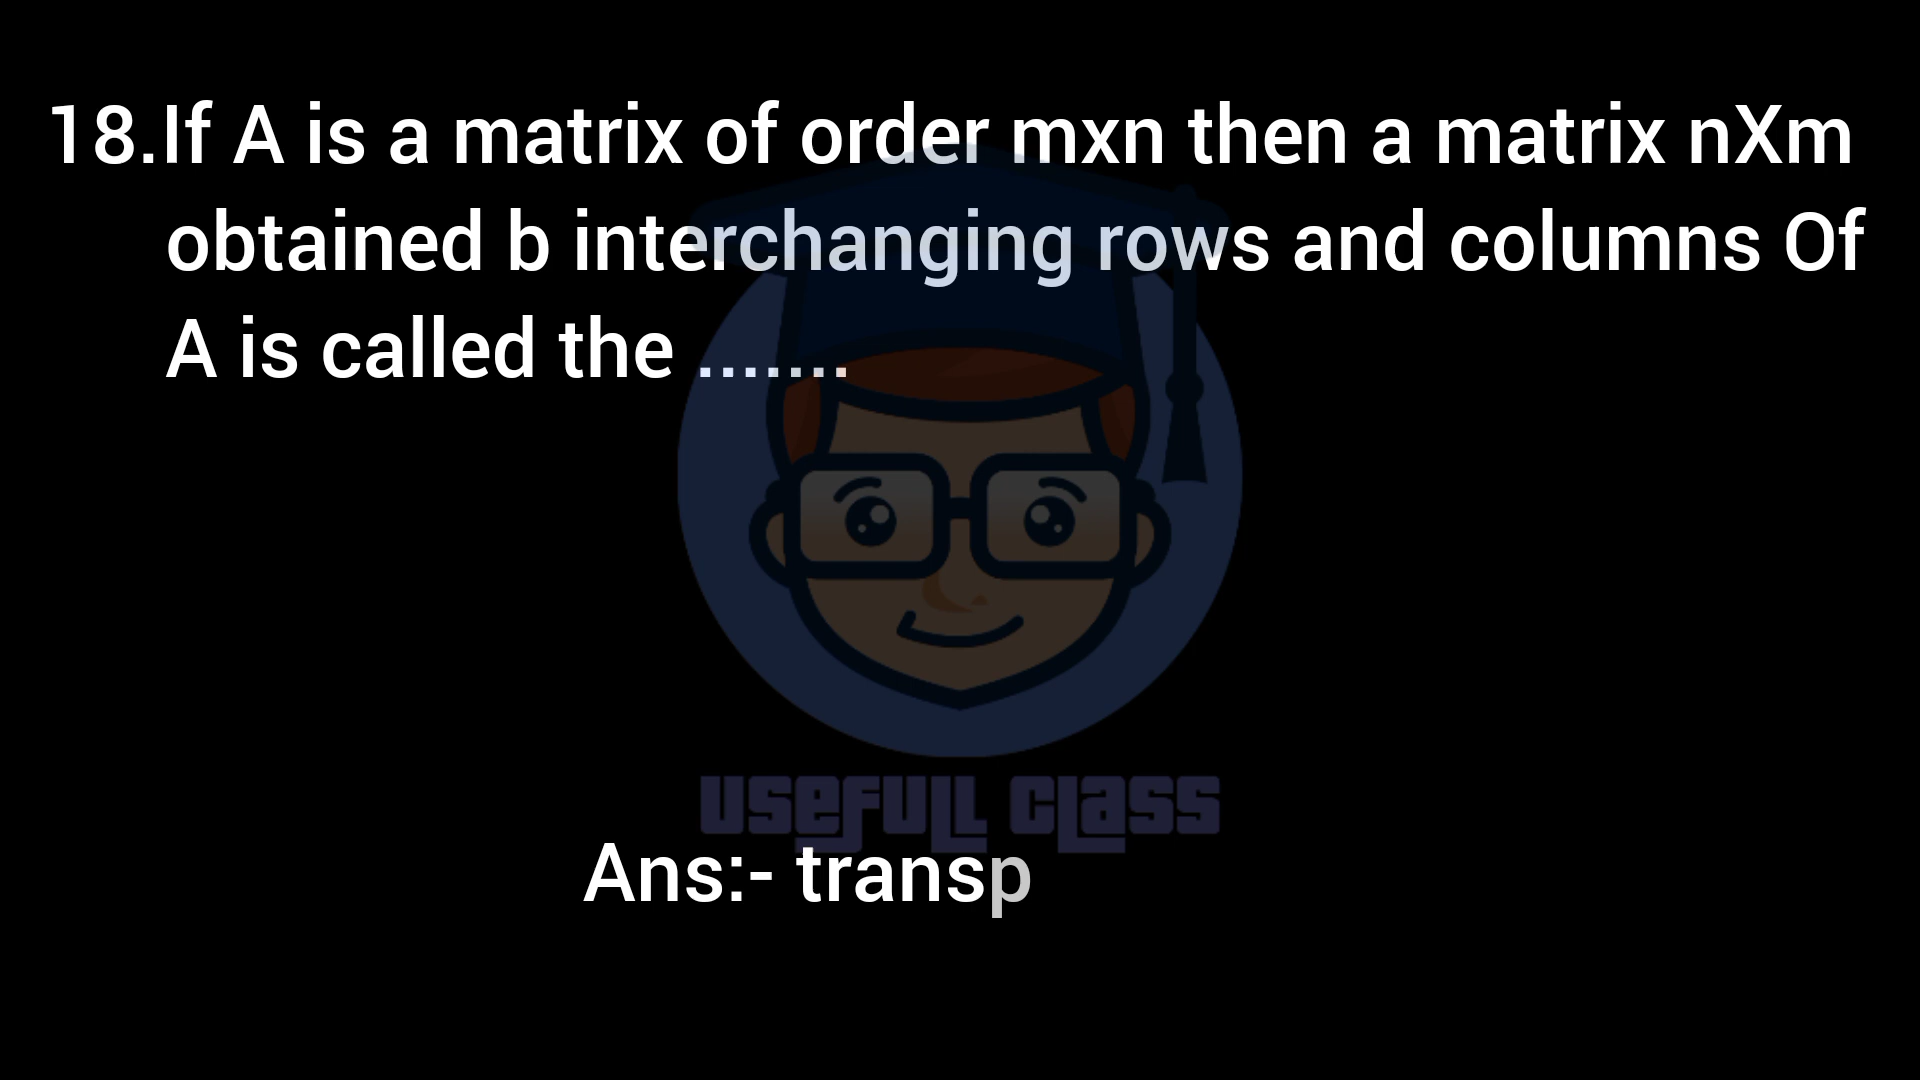 18.If A is a matrix of order mxn then a matrix nXm
obtained b interchanging rows and columns Of
A is called the .......
usefull class
Ans:- transp